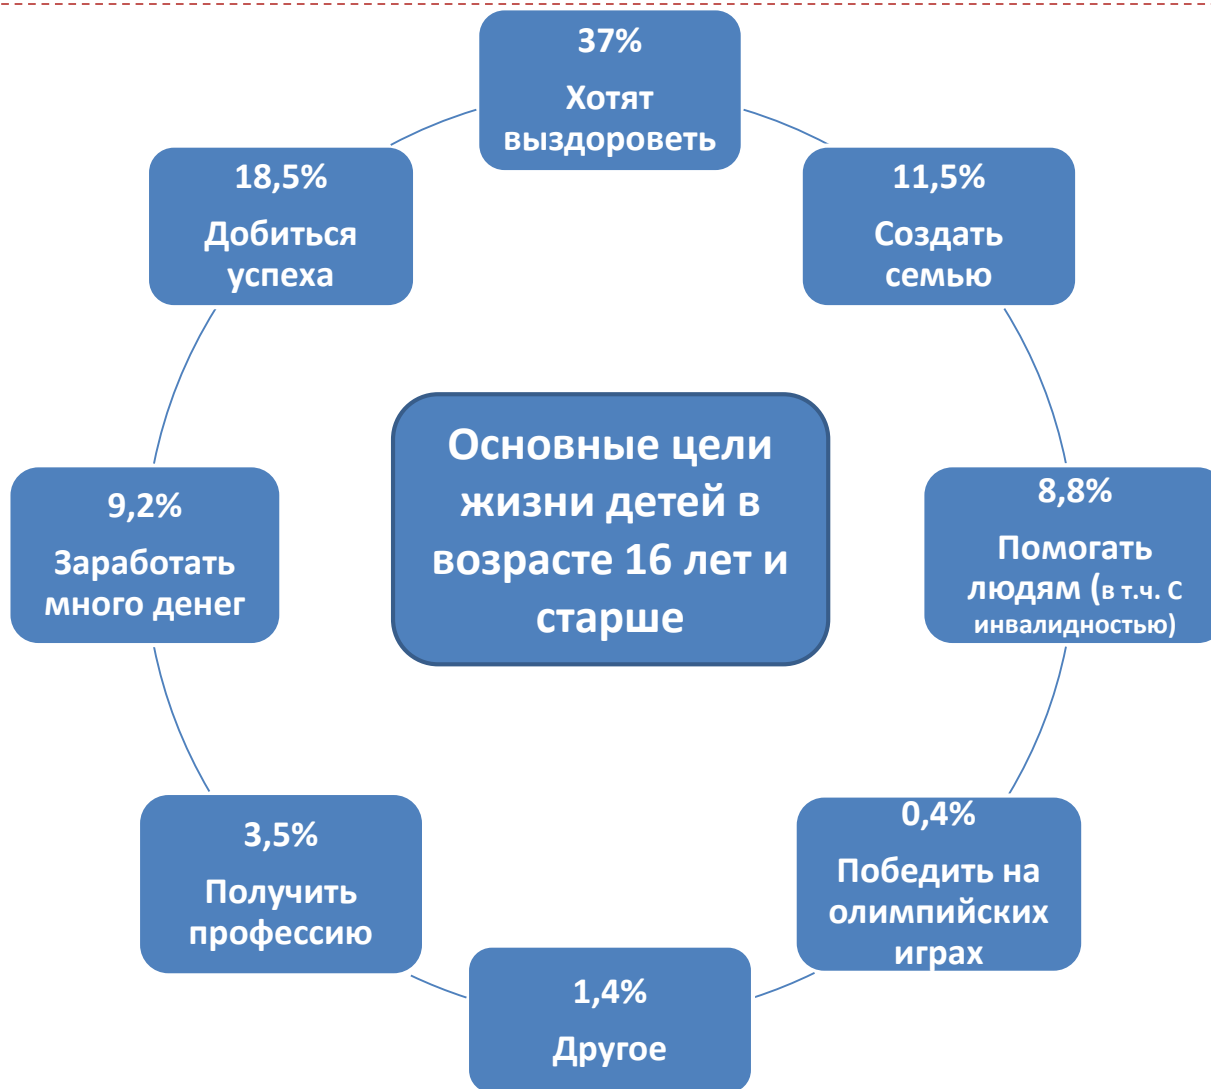 37%
Хотят
выздороветь
11,5%
Создать
семью
8,8%
Помогать
людям (в т.ч. С
инвалидностью)
0,4%
Победить на
олимпийских
играх
1,4%
Другое
3,5%
Получить
профессию
9,2%
Заработать
много денег
18,5%
Добиться
успеха
Основные цели
жизни детей в
возрасте 16 лет и
старше